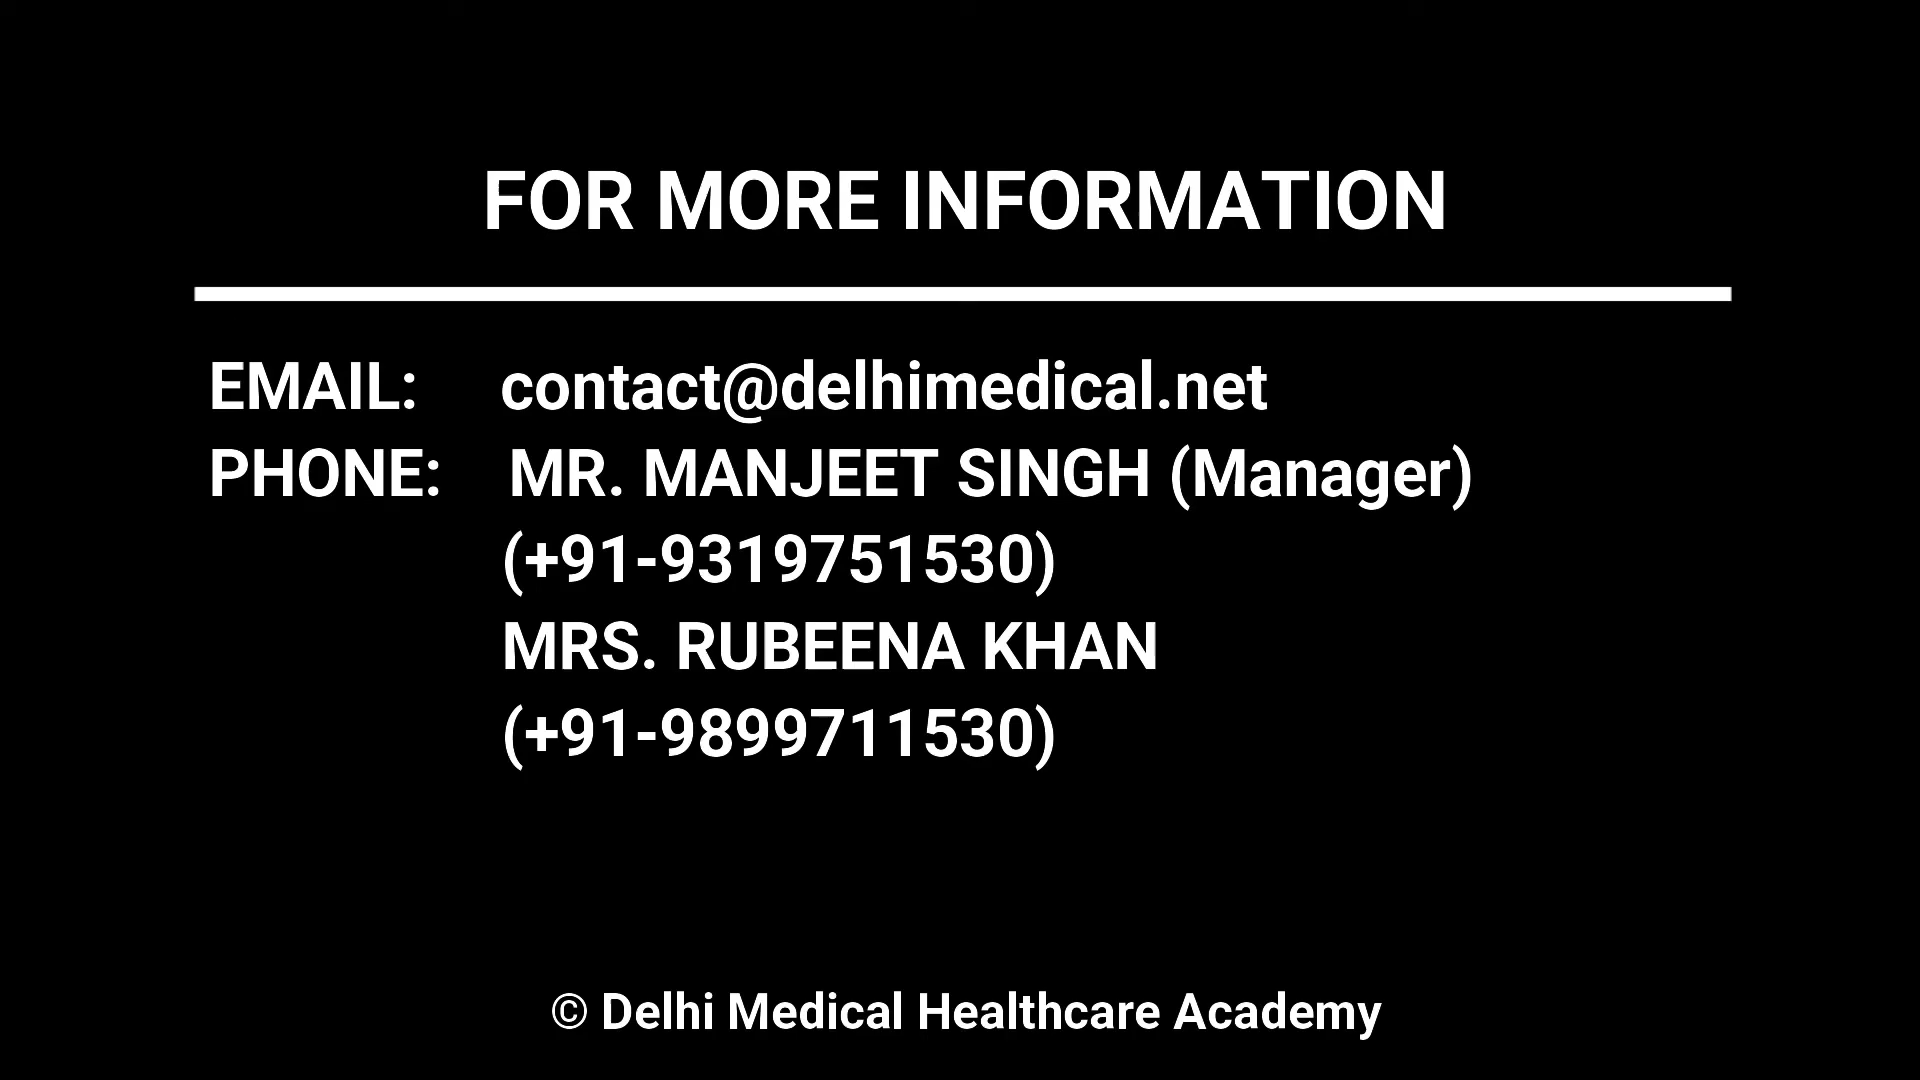 FOR MORE INFORMATION
EMAIL: contact@delhimedical.net
PHONE: MR. MANJEET SINGH (Manager)
(+91-9319751530)
MRS. RUBEENA KHAN
(+91-9899711530)
© Delhi Medical Healthcare Academy